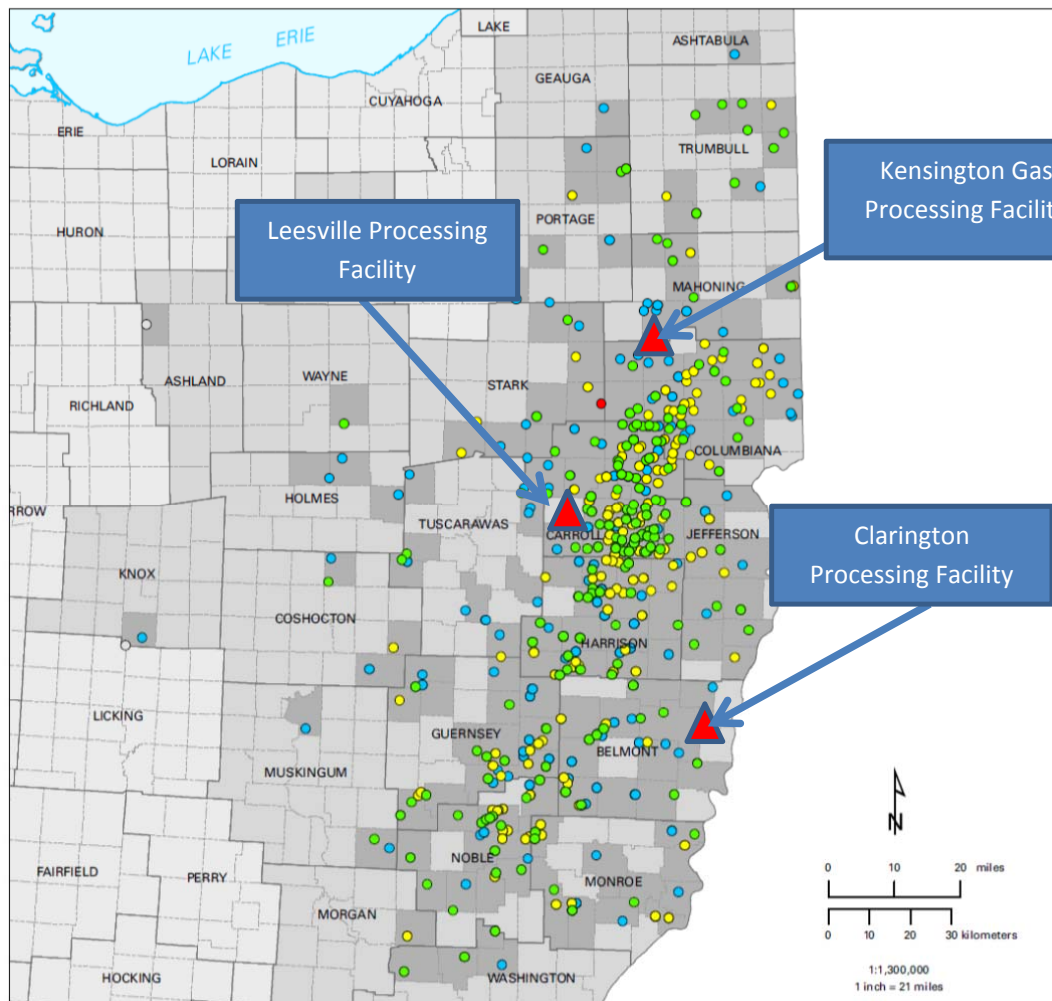 LAKE
ASHTABULA
LAKE ERIE
GEAUGA
CUYAHOGA
ERIE
LORAIN
TRUMBULL
Kensington Gas
Processing Facilit
Leesville Processing
Facility
PORTAGE
HURON
MAHONING
ASHLAND
WAYNE
STARK
RICHLAND
COLUMBIANA
HOLMES
RROW
TUSCARAWAS
CARROLL
JEFFERSON
Clarington
Processing Facility
KNOX
COSHOCTON
HARRISON
LICKING
GUERNSEY
BELMONT
MUSKINGUM
N
NOBLE
FAIRFIELD
PERRY
MONROE
0 10 20 miles
MORGAN
0 10 20 30 kilometers
HOCKING
WASHINGTON
1:1,300,000
1 inch = 21 miles